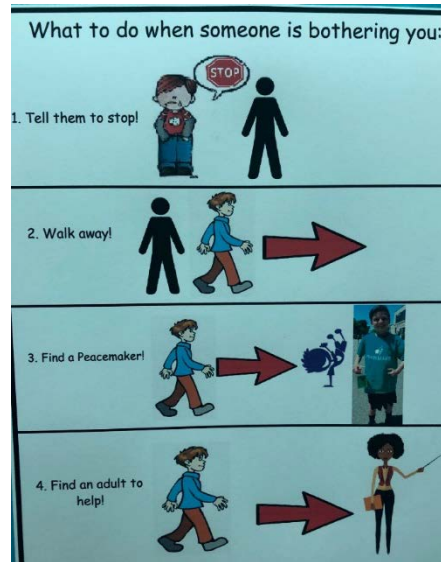 What to do when someone is bothering you:
STOP
1. Tell them to stop!
2. Walk away!
3. Find a Peacemaker!
4. Find an adult to
help!